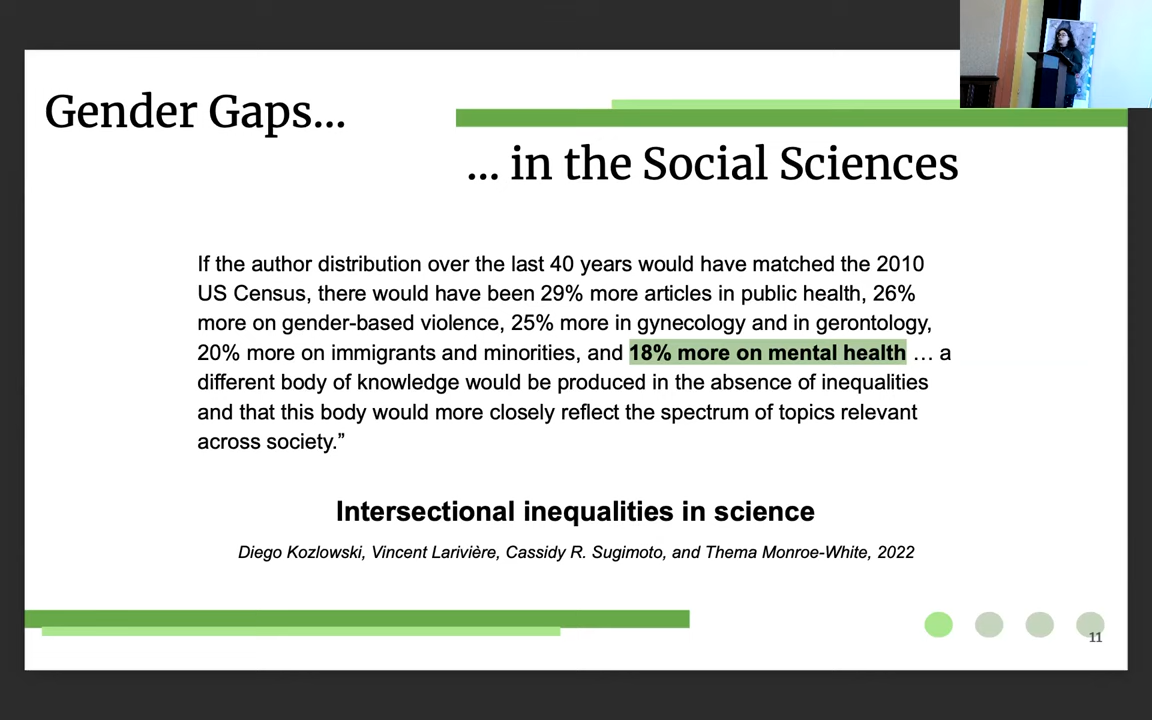 Gender Gaps...
... in the Social Sciences
If the author distribution over the last 40 years would have matched the 2010
US Census, there would have been 29% more articles in public health, 26%
more on gender-based violence, 25% more in gynecology and in gerontology,
20% more on immigrants and minorities, and 18% more on mental health … a
different body of knowledge would be produced in the absence of inequalities
and that this body would more closely reflect the spectrum of topics relevant
across society.”
Intersectional inequalities in science
Diego Kozlowski, Vincent Larivière, Cassidy R. Sugimoto, and Thema Monroe-White, 2022
11